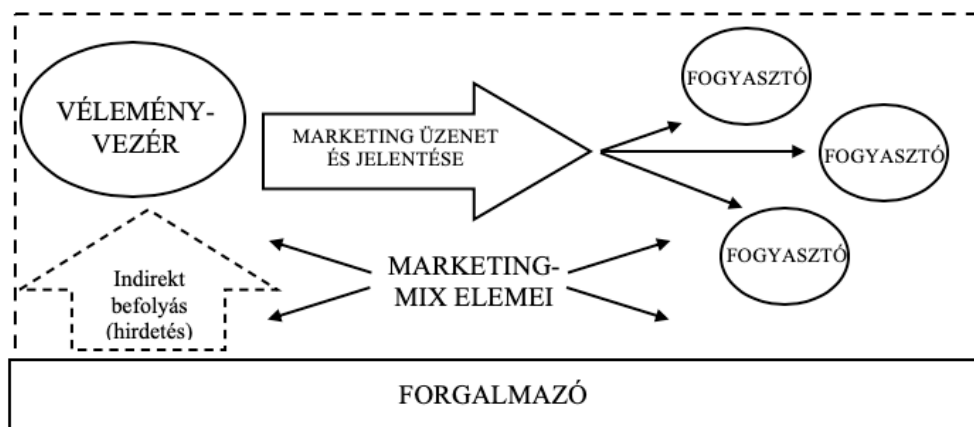 VÉLEMÉNY-
VEZÉR
MARKETING ÜZENET
ÉS JELENTÉSE
FOGYASZTÓ
FOGYASZTÓ
FOGYASZTÓ
Indirekt
befolyás
(hirdetés)
MARKETING-
MIX ELEMEI
FORGALMAZÓ